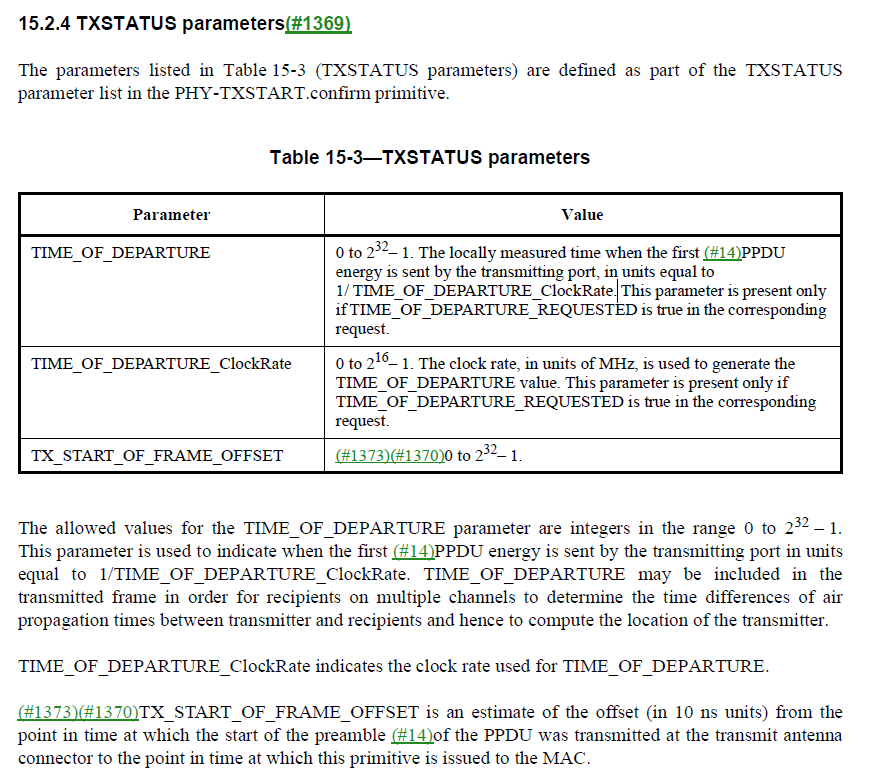 15.2.4 TXSTATUS parameters(#1369)
The parameters listed in Table 15-3 (TXSTATUS parameters) are defined as part of the TXSTATUS
parameter list in the PHY-TXSTART.confirm primitive.
Table 15-3—TXSTATUS parameters
Parameter Value
TIME_OF_DEPARTURE 0 to 2^32– 1. The locally measured time when the first (#14)PPDU
energy is sent by the transmitting port, in units equal to
1/ TIME_OF_DEPARTURE_ClockRate. This parameter is present only
if TIME_OF_DEPARTURE_REQUESTED is true in the corresponding
request.
TIME_OF_DEPARTURE_ClockRate 0 to 2^16– 1. The clock rate, in units of MHz, is used to generate the
TIME_OF_DEPARTURE value. This parameter is present only if
TIME_OF_DEPARTURE_REQUESTED is true in the corresponding
request.
TX_START_OF_FRAME_OFFSET (#1373)(#1370)0 to 2^32– 1.
The allowed values for the TIME_OF_DEPARTURE parameter are integers in the range 0 to 2^32 – 1.
This parameter is used to indicate when the first (#14)PPDU energy is sent by the transmitting port in units
equal to 1/TIME_OF_DEPARTURE_ClockRate. TIME_OF_DEPARTURE may be included in the
transmitted frame in order for recipients on multiple channels to determine the time differences of air
propagation times between transmitter and recipients and hence to compute the location of the transmitter.
TIME_OF_DEPARTURE_ClockRate indicates the clock rate used for TIME_OF_DEPARTURE.
(#1373)(#1370)TX_START_OF_FRAME_OFFSET is an estimate of the offset (in 10 ns units) from the
point in time at which the start of the preamble (#14)of the PPDU was transmitted at the transmit antenna
connector to the point in time at which this primitive is issued to the MAC.